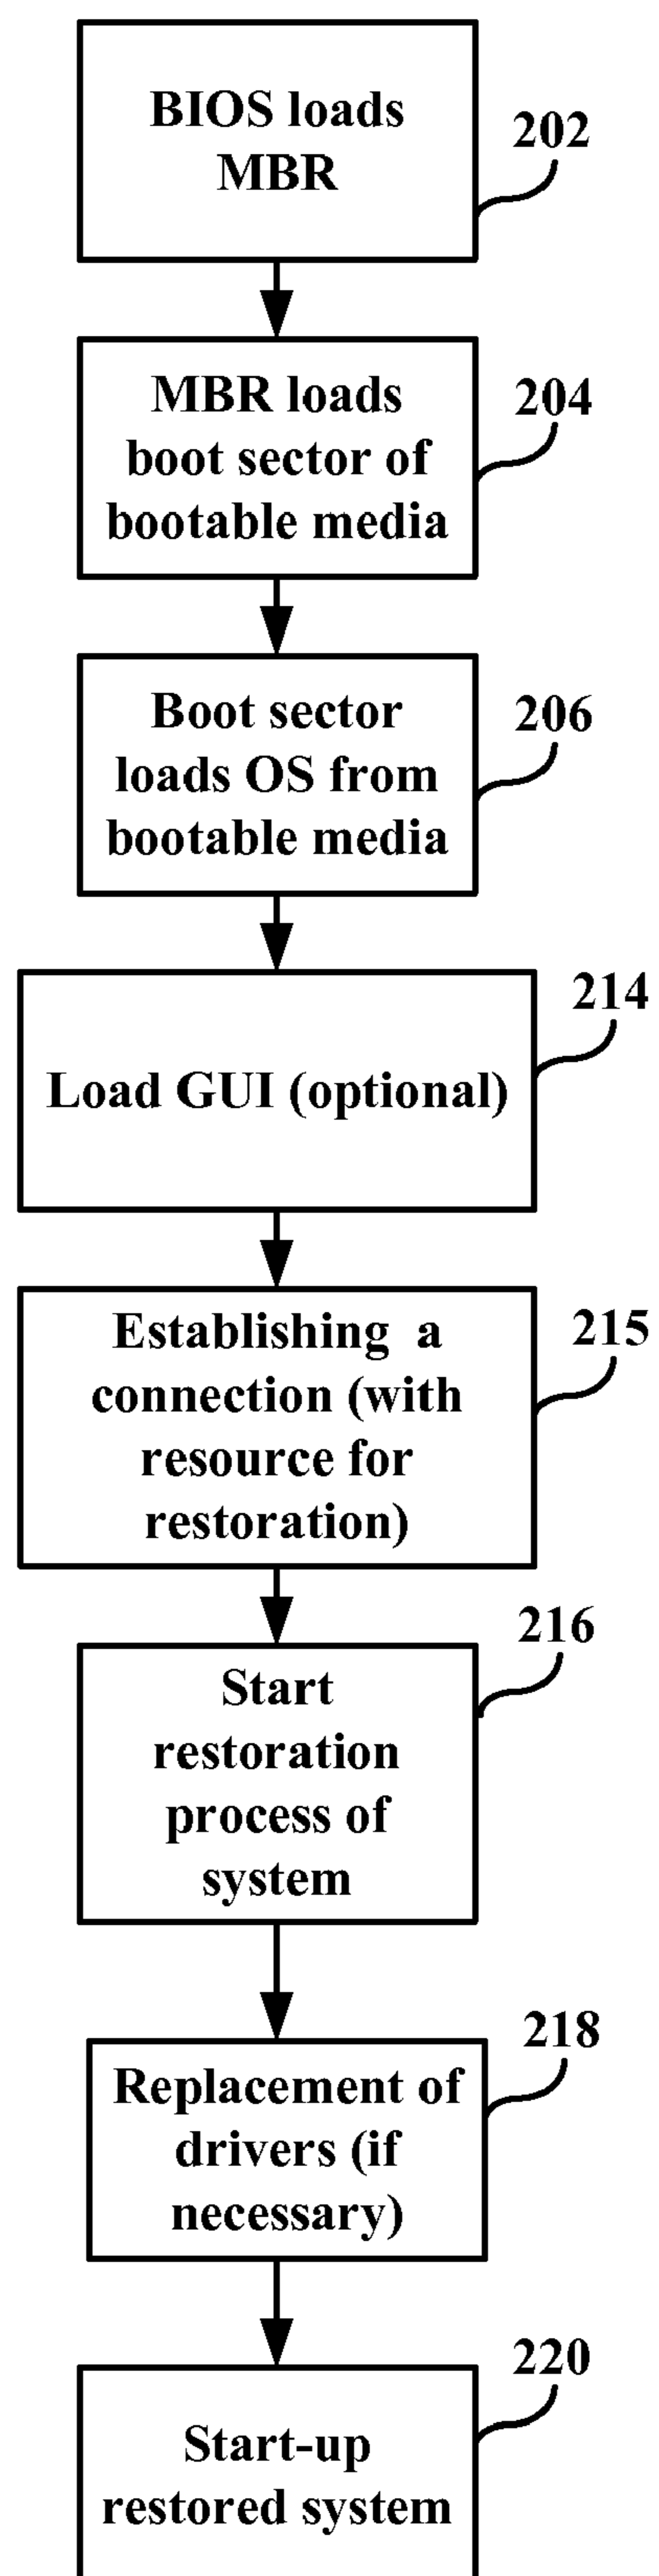 BIOS loads
MBR
202
MBR loads
boot sector of
bootable media
204
Boot sector
loads OS from
bootable media
206
Load GUI (optional)
214
Establishing a
connection (with
resource for
restoration)
215
Start
restoration
process of
system
216
Replacement of
drivers (if
necessary)
218
Start-up
restored system
220